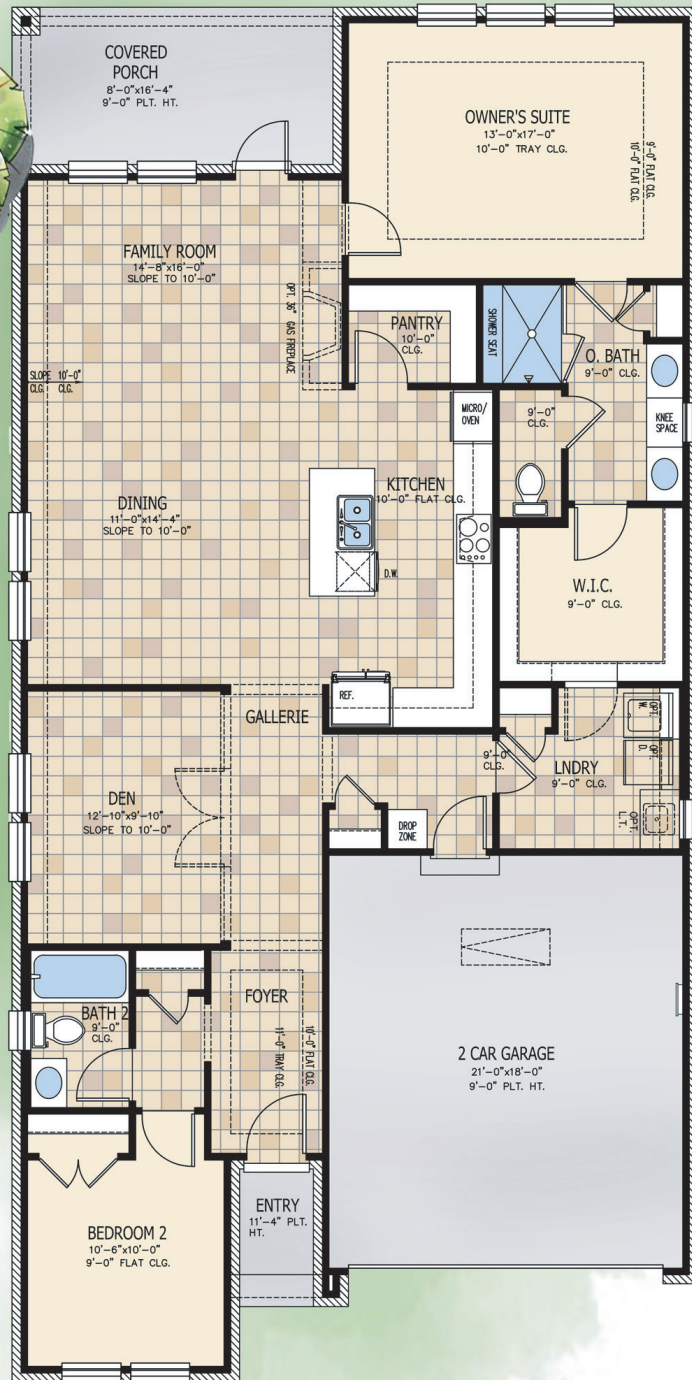 COVERED
PORCH
8'-0"x16'-4"
9'-0" PLT. HT.
OWNER'S SUITE
13'-0"x17'-0"
10'-0" TRAY CLG.
9'-0" FLAT CLG.
10'-0" FLAT CLG.
FAMILY ROOM
14'-8"x16'-0"
SLOPE TO 10'-0"
OPT. 36" GAS FIREPLACE
PANTRY
10'-0"
CLG.
SHOWER SEAT
O. BATH
9'-0" CLG.
SLOPE 10'-0"
CLG. CLG.
MICRO/
OVEN
9'-0"
CLG.
KNEE
SPACE
KITCHEN
10'-0" FLAT CLG.
DINING
11'-0"x14'-4"
SLOPE TO 10'-0"
D.W.
W.I.C.
9'-0" CLG.
REF.
GALLERIE
OPT.
W.
OPT.
D.
9'-0"
CLG.
LNDRY
9'-0" CLG.
OPT.
L.T.
DEN
12'-10"x9'-10"
SLOPE TO 10'-0"
DROP
ZONE
BATH 2
9'-0"
CLG.
FOYER
10'-0" FLAT CLG.
11'-0" TRAY CLG.
2 CAR GARAGE
21'-0"x18'-0"
9'-0" PLT. HT.
ENTRY
11'-4" PLT.
HT.
BEDROOM 2
10'-6"x10'-0"
9'-0" FLAT CLG.